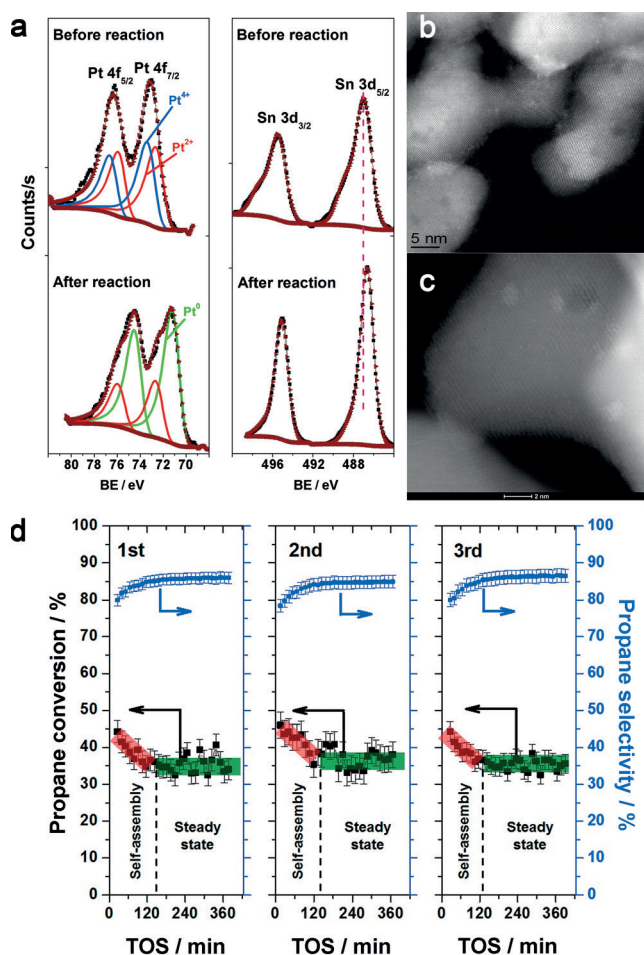 a
Before reaction
Pt 4f5/2
Pt 4f7/2
Pt4+
Pt2+
After reaction
Pt0
Counts/s
80 78 76 74 72 70
BE / eV
Before reaction
Sn 3d5/2
Sn 3d3/2
After reaction
496 492 488
BE / eV
b
5 nm
c
2 nm
d
Propane conversion / %
100
90
80
70
60
50
40
30
20
10
0
1st
Self-assembly
Steady state
0 120 240 360
TOS / min
2nd
Self-assembly
Steady state
0 120 240 360
TOS / min
3rd
Self-assembly
Steady state
0 120 240 360
TOS / min
100
90
80
70
60
50
40
30
20
10
0
Propane selectivity / %